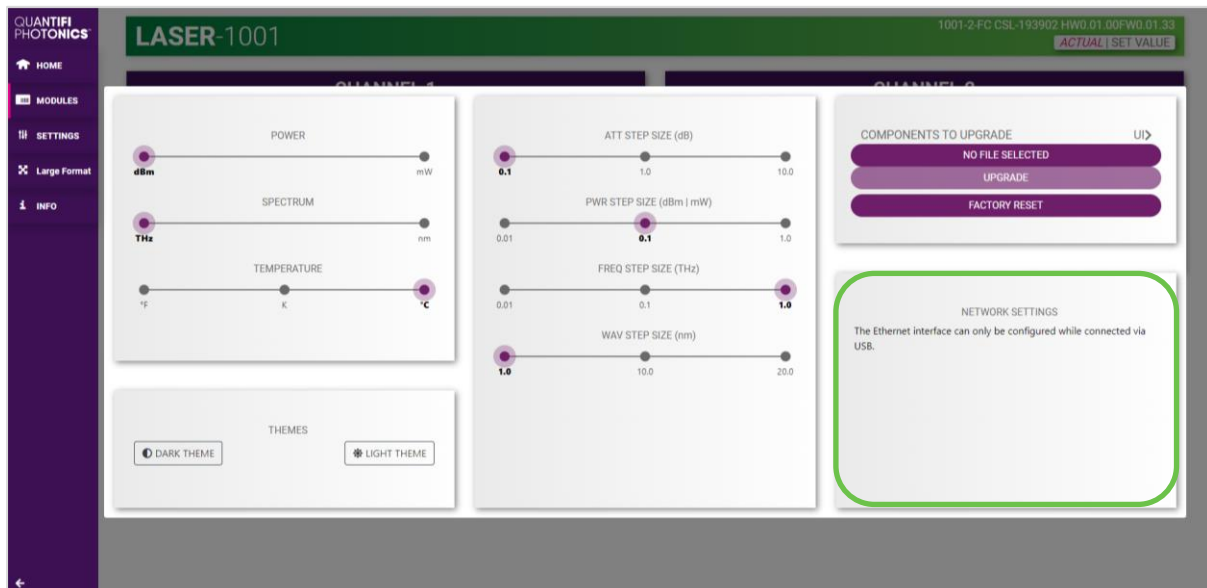 QUANTIFI
PHOTONICS
HOME
MODULES
SETTINGS
Large Format
INFO
LASER-1001
1001-2-FC CSL-193902 HW0.01.00FW0.01.33
ACTUAL | SET VALUE
CHANNEL 1
CHANNEL 2
POWER
dBm mW
SPECTRUM
THz nm
TEMPERATURE
°F K °C
THEMES
DARK THEME LIGHT THEME
ATT STEP SIZE (dB)
0.1 1.0 10.0
PWR STEP SIZE (dBm | mW)
0.01 0.1 1.0
FREQ STEP SIZE (THz)
0.01 0.1 1.0
WAV STEP SIZE (nm)
1.0 10.0 20.0
COMPONENTS TO UPGRADE UI
NO FILE SELECTED
UPGRADE
FACTORY RESET
NETWORK SETTINGS
The Ethernet interface can only be configured while connected via
USB.